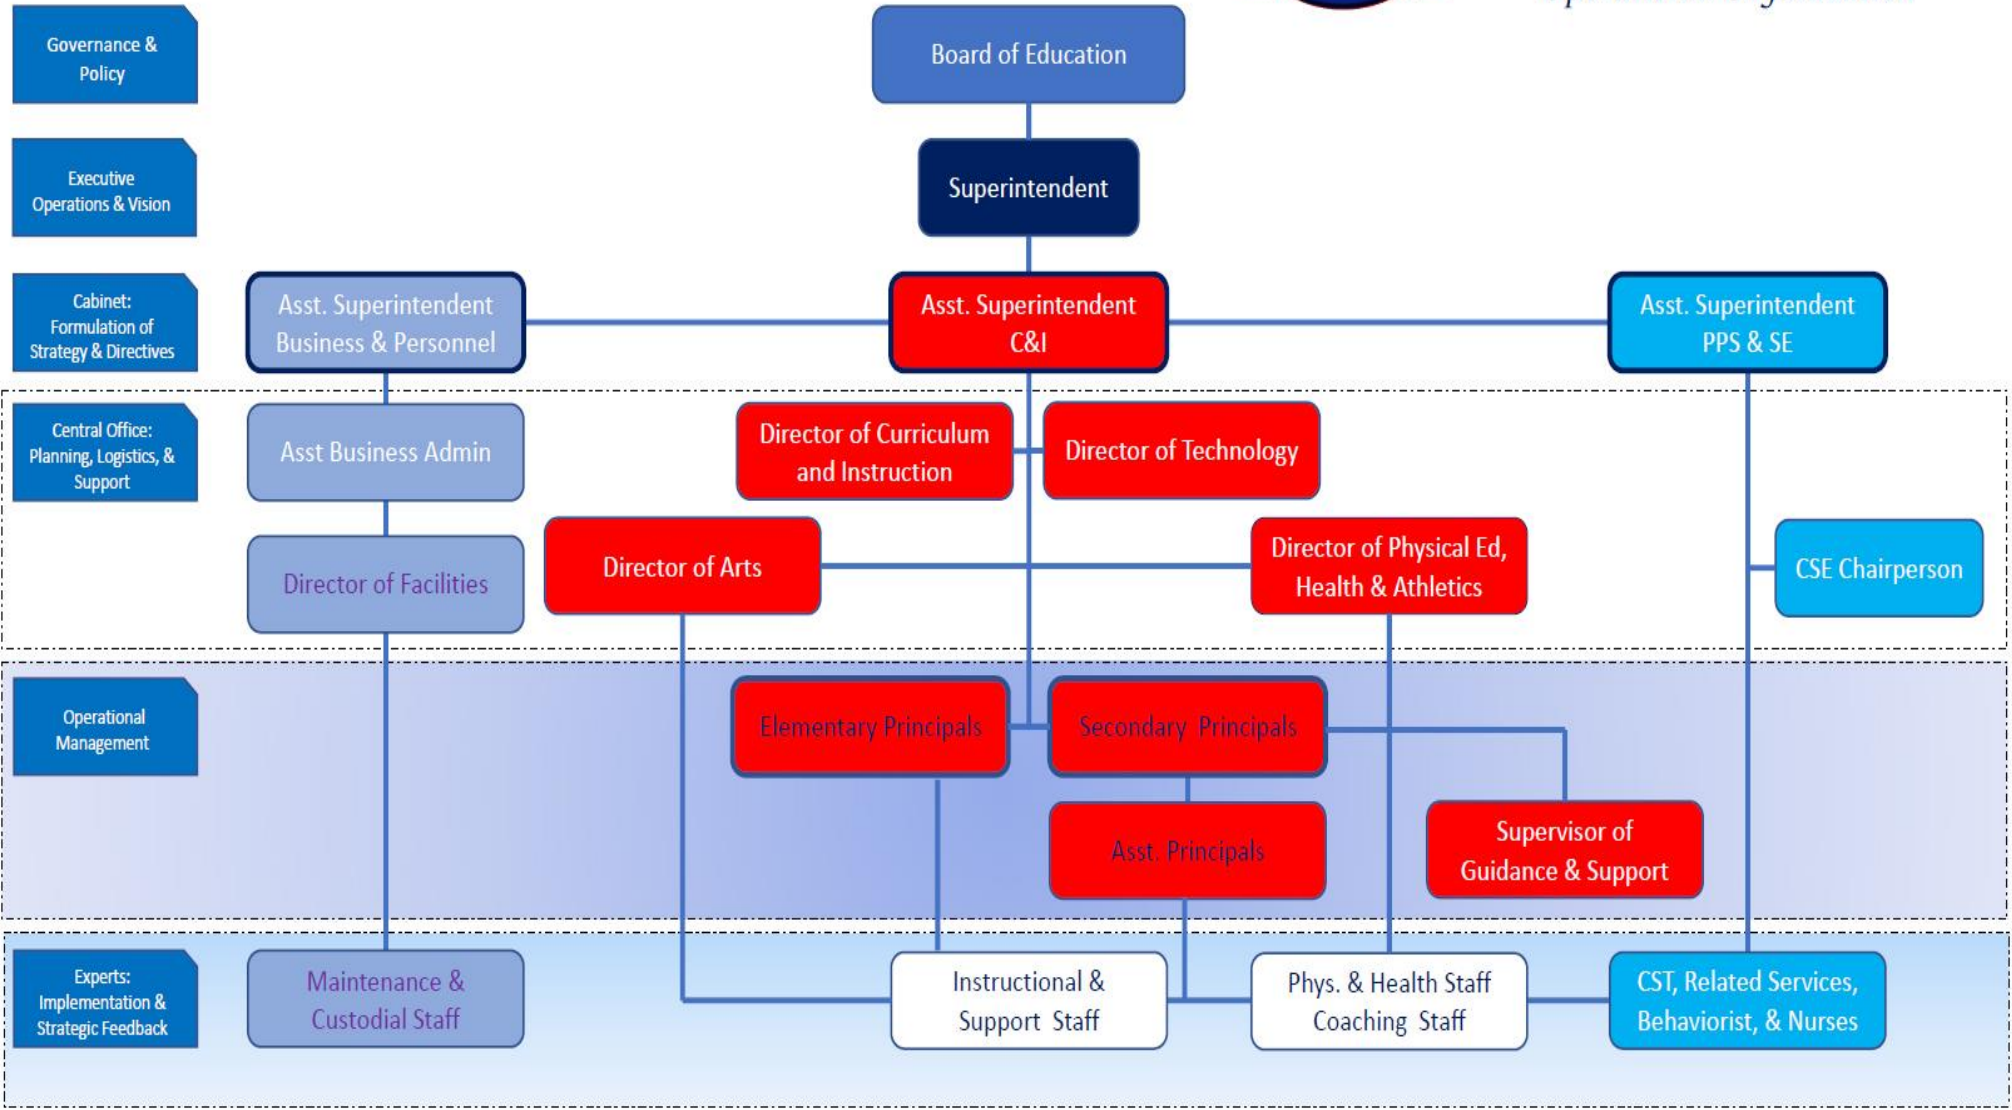 Governance &
Policy
Board of Education
Executive
Operations & Vision
Superintendent
Cabinet:
Formulation of
Strategy & Directives
Asst. Superintendent
Business & Personnel
Asst. Superintendent
C&I
Asst. Superintendent
PPS & SE
Central Office:
Planning, Logistics, &
Support
Asst Business Admin
Director of Curriculum
and Instruction
Director of Technology
Director of Facilities
Director of Arts
Director of Physical Ed,
Health & Athletics
CSE Chairperson
Operational
Management
Elementary Principals
Secondary Principals
Asst. Principals
Supervisor of
Guidance & Support
Experts:
Implementation &
Strategic Feedback
Maintenance &
Custodial Staff
Instructional &
Support Staff
Phys. & Health Staff
Coaching Staff
CST, Related Services,
Behaviorist, & Nurses